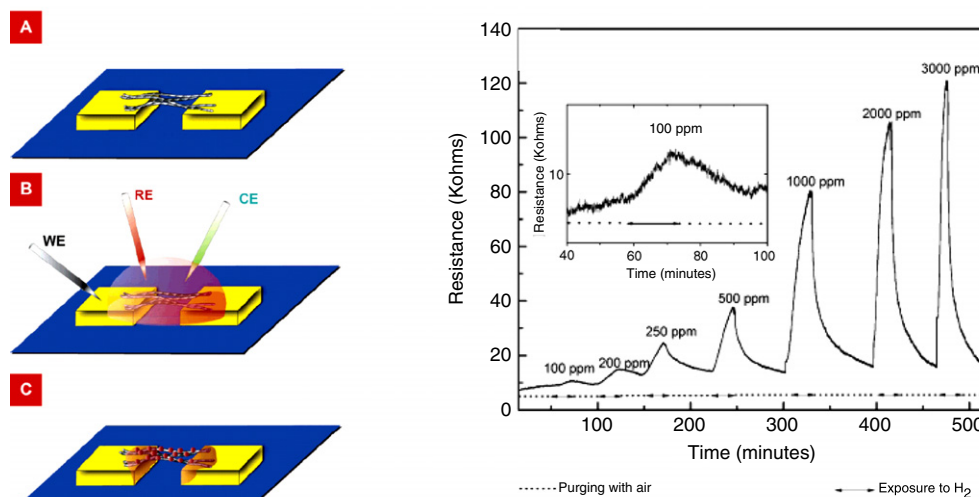 A
B
RE
CE
WE
C
Resistance (Kohms)
140
120
100
80
60
40
20
0
100
200
300
400
500
Time (minutes)
100 ppm
200 ppm
250 ppm
500 ppm
1000 ppm
2000 ppm
3000 ppm
100 ppm
Resistance (Kohms)
10
40
60
80
100
Time (minutes)
Purging with air
Exposure to H2